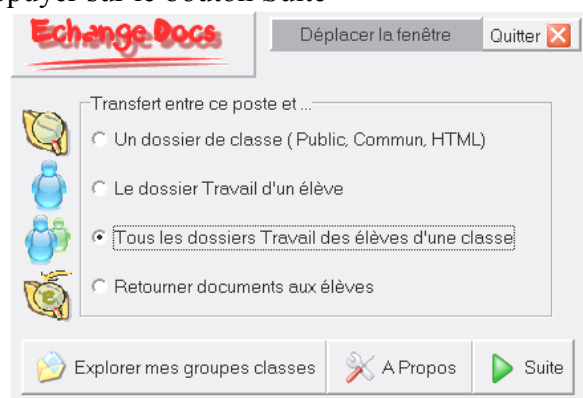 puyer sur le bouton Suite
Echange Docs
Déplacer la fenêtre
Quitter
Transfert entre ce poste et ...
Un dossier de classe ( Public, Commun, HTML)
Le dossier Travail d'un élève
Tous les dossiers Travail des élèves d'une classe
Retourner documents aux élèves
Explorer mes groupes classes
A Propos
Suite